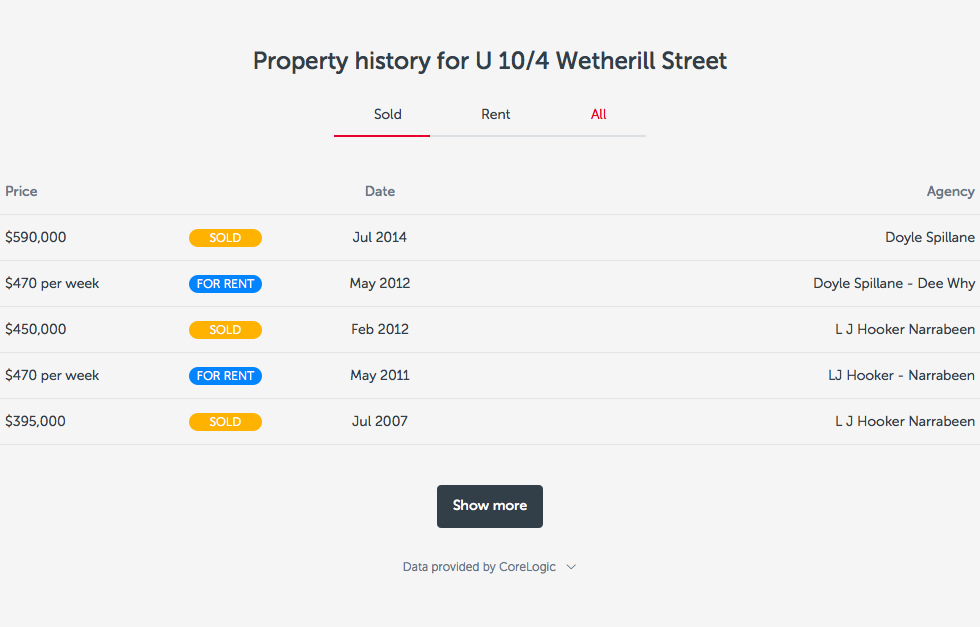 Property history for U 10/4 Wetherill Street
Sold Rent All
Price Date Agency
$590,000 SOLD Jul 2014 Doyle Spillane
$470 per week FOR RENT May 2012 Doyle Spillane - Dee Why
$450,000 SOLD Feb 2012 L J Hooker Narrabeen
$470 per week FOR RENT May 2011 LJ Hooker - Narrabeen
$395,000 SOLD Jul 2007 L J Hooker Narrabeen
Show more
Data provided by CoreLogic